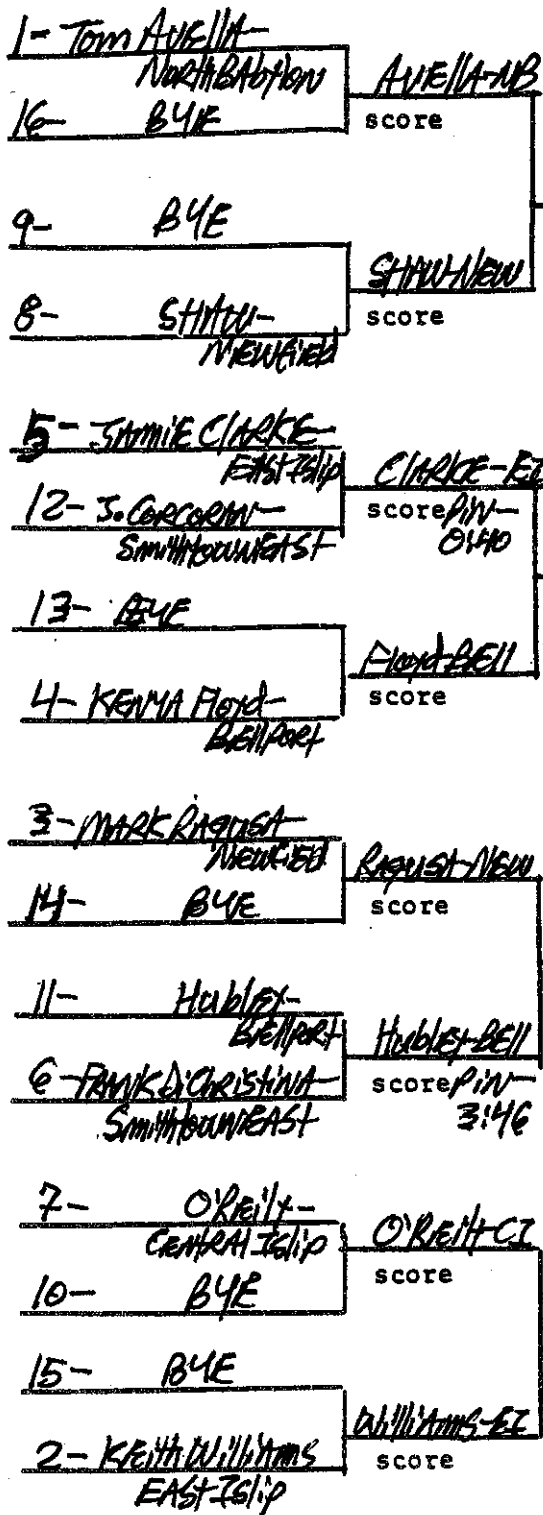 1- Tom AVEllA-
North BAbylon
AVEllA-NB
16- BYE
score
9- BYE
SHAW-NEW
8- SHAW-
score
NEWfiEld
5- JAmiE ClARKE-
EAST Islip
ClARKE-EI
12- J. CORCORAN-
score Pin-
Smithtown EAST
0:40
13- BYE
Floyd-BEll
4- KENYA Floyd-
score
BEllPort
3- MARK RAgUSA-
NEWfiEld
RAgUSA-NEW
14- BYE
score
11- HublEy-
BEllPort
HublEy-BEll
6- FRANK DiChRiStiNA-
score Pin-
Smithtown EAST
3:46
7- O'REilly-
CENtRAl Islip
O'REilly-CI
10- BYE
score
15- BYE
WilliAms-EI
2- KEith WilliAms
score
EASt Islip